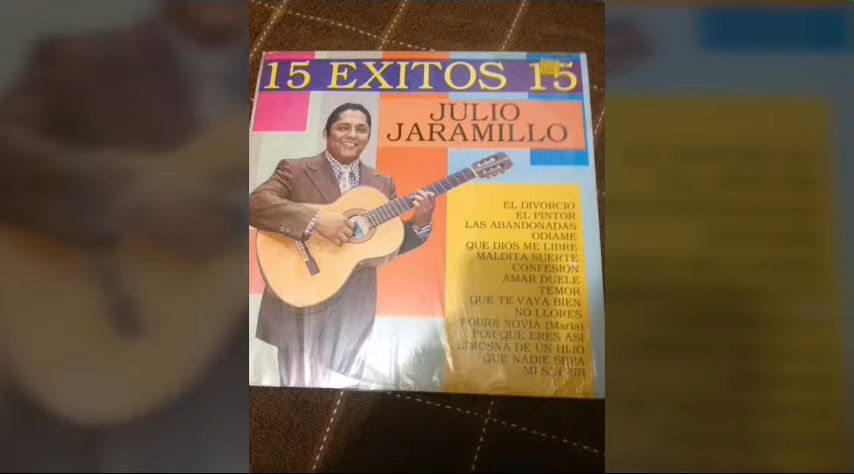 15 EXITOS 15
JULIO
JARAMILLO
EL DIVORCIO
EL PINTOR
LAS ABANDONADAS
ODIAME
QUE DIOS ME LIBRE
MALDITA SUERTE
CONFESION
AMAR DUELE
TEMOR
QUE TE VAYA BIEN
NO LLORES
POBRE NOVIA (Maria)
POR QUE ERES ASI
LIMOSNA DE UN HIJO
QUE NADIE SEPA
MI SUFRIR